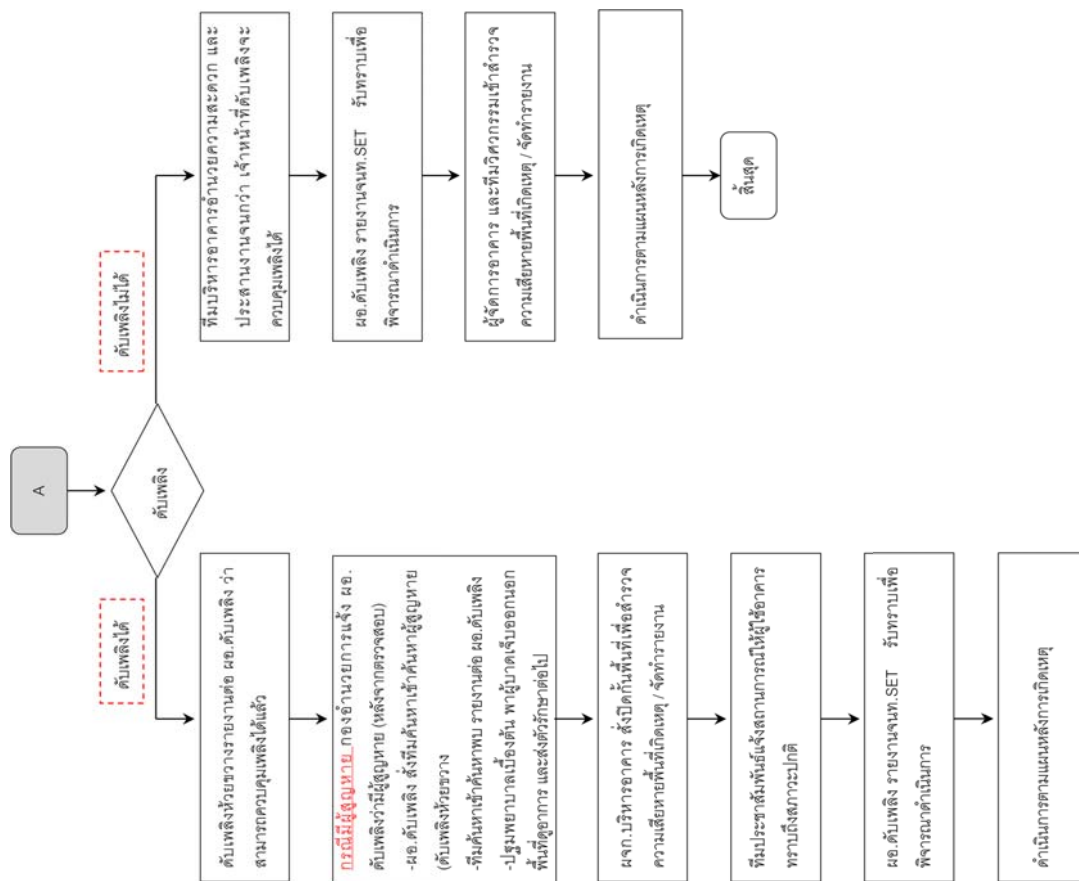 A
ดับเพลิง
ดับเพลิงได้
ดับเพลิงห้วยขวางรายงานต่อ ผอ.ดับเพลิง ว่า
สามารถควบคุมเพลิงได้แล้ว
กรณีมีผู้สูญหาย กองอำนวยการแจ้ง ผอ.
ดับเพลิงว่ามีผู้สูญหาย (หลังจากตรวจสอบ)
-ผอ.ดับเพลิง สั่งทีมค้นหาเข้าค้นหาผู้สูญหาย
(ดับเพลิงห้วยขวาง
-ทีมค้นหาเข้าค้นหาพบ รายงานต่อ ผอ.ดับเพลิง
-ปฐมพยาบาลเบื้องต้น พาผู้บาดเจ็บออกนอก
พื้นที่ดูอาการ และส่งตัวรักษาต่อไป
ผจก.บริหารอาคาร สั่งปิดกั้นพื้นที่เพื่อสำรวจ
ความเสียหายพื้นที่เกิดเหตุ / จัดทำรายงาน
ทีมประชาสัมพันธ์แจ้งสถานการณ์ให้ผู้ใช้อาคาร
ทราบถึงสภาวะปกติ
ผอ.ดับเพลิง รายงานจนท.SET รับทราบเพื่อ
พิจารณาดำเนินการ
ดำเนินการตามแผนหลังการเกิดเหตุ
ดับเพลิงไม่ได้
ทีมบริหารอาคารอำนวยความสะดวก และ
ประสานงานจนกว่า เจ้าหน้าที่ดับเพลิงจะ
ควบคุมเพลิงได้
ผอ.ดับเพลิง รายงานจนท.SET รับทราบเพื่อ
พิจารณาดำเนินการ
ผู้จัดการอาคาร และทีมวิศวกรรมเข้าสำรวจ
ความเสียหายพื้นที่เกิดเหตุ / จัดทำรายงาน
ดำเนินการตามแผนหลังการเกิดเหตุ
สิ้นสุด